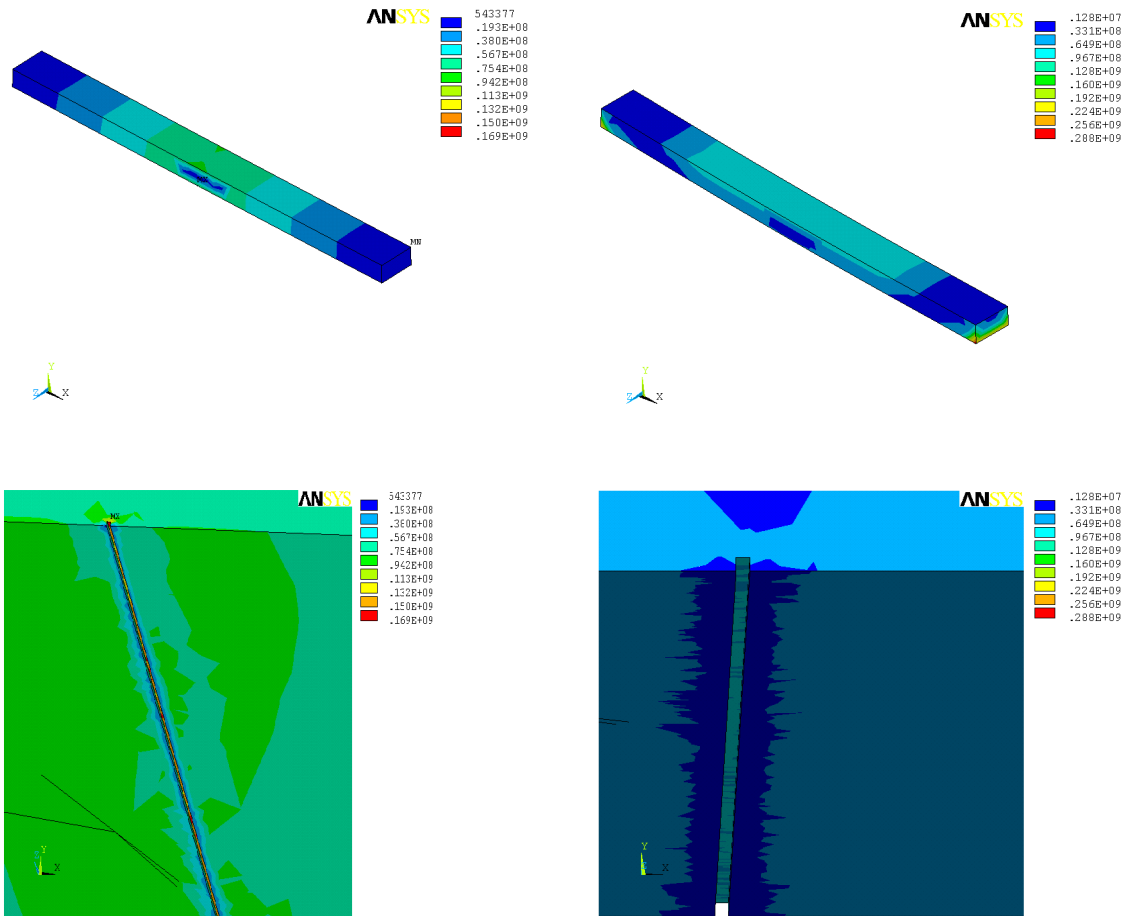 ANSYS
543377
.193E+08
.380E+08
.567E+08
.754E+08
.942E+08
.113E+09
.132E+09
.150E+09
.169E+09
MN
Y
Z
X
ANSYS
.128E+07
.331E+08
.649E+08
.967E+08
.128E+09
.160E+09
.192E+09
.224E+09
.256E+09
.288E+09
Y
Z
X
ANSYS
543377
.193E+08
.380E+08
.567E+08
.754E+08
.942E+08
.113E+09
.132E+09
.150E+09
.169E+09
MX
Y
X
ANSYS
.128E+07
.331E+08
.649E+08
.967E+08
.128E+09
.160E+09
.192E+09
.224E+09
.256E+09
.288E+09
Y
X